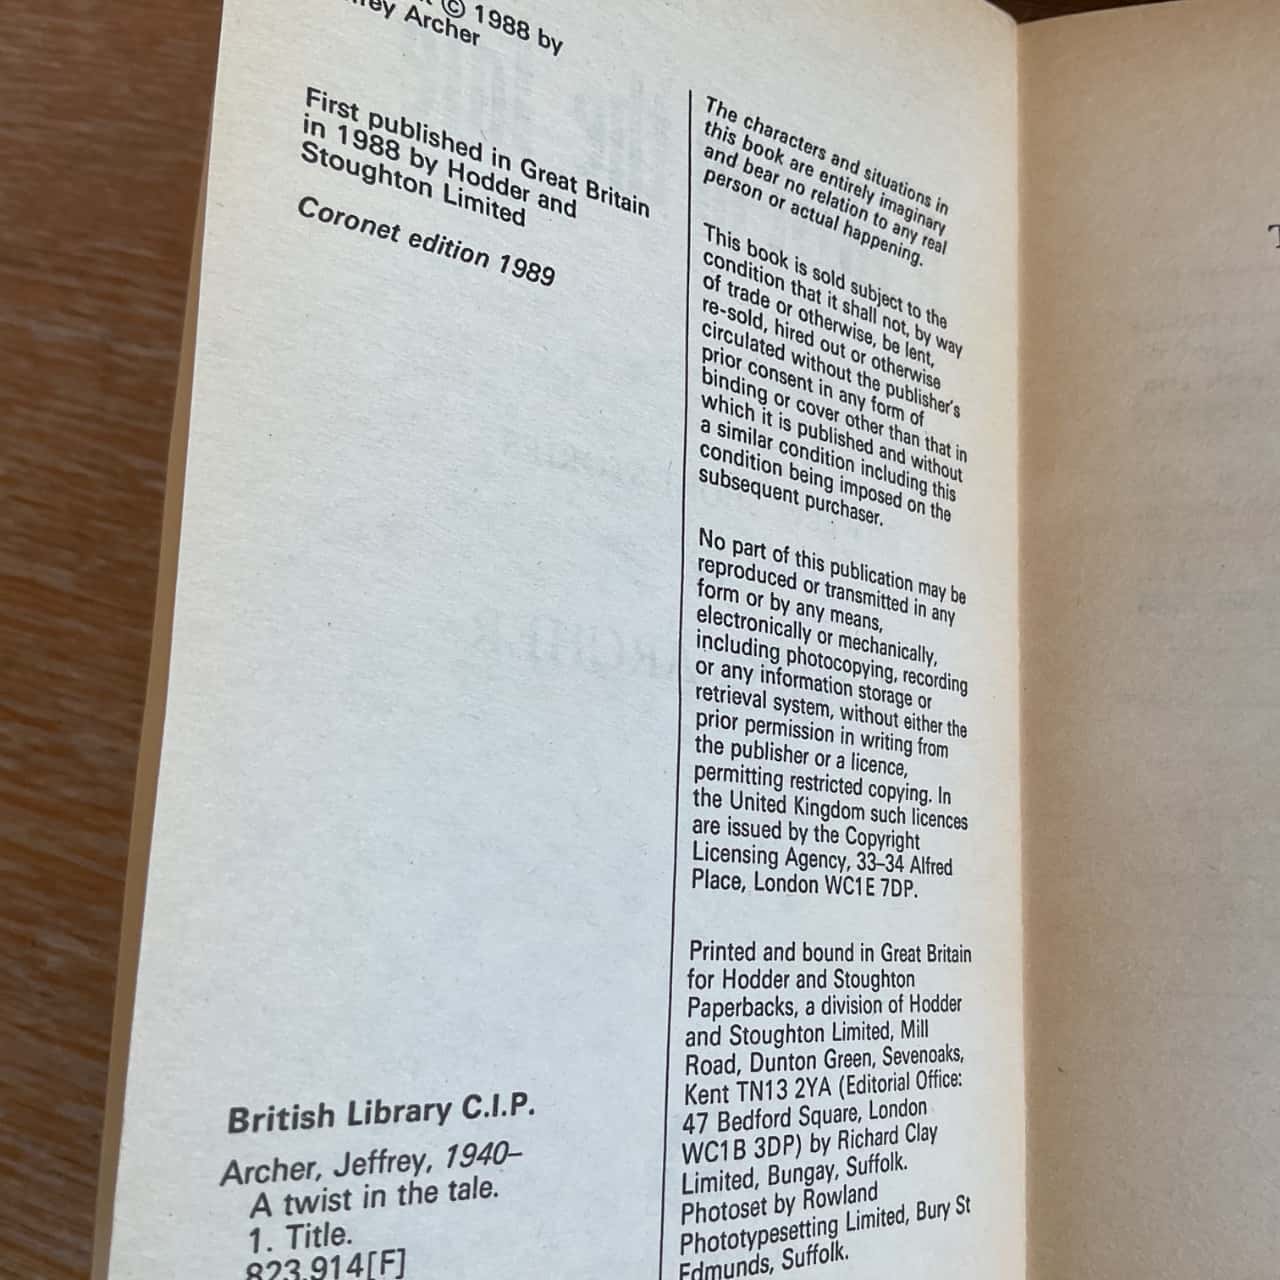 © 1988 by
Archer
First published in Great Britain
in 1988 by Hodder and
Stoughton Limited
Coronet edition 1989
British Library C.I.P.
Archer, Jeffrey, 1940–
A twist in the tale.
1. Title.
823.914[F]
The characters and situations in
this book are entirely imaginary
and bear no relation to any real
person or actual happening.
This book is sold subject to the
condition that it shall not, by way
of trade or otherwise, be lent,
re-sold, hired out or otherwise
circulated without the publisher's
prior consent in any form of
binding or cover other than that in
which it is published and without
a similar condition including this
condition being imposed on the
subsequent purchaser.
No part of this publication may be
reproduced or transmitted in any
form or by any means,
electronically or mechanically,
including photocopying, recording
or any information storage or
retrieval system, without either the
prior permission in writing from
the publisher or a licence,
permitting restricted copying. In
the United Kingdom such licences
are issued by the Copyright
Licensing Agency, 33–34 Alfred
Place, London WC1E 7DP.
Printed and bound in Great Britain
for Hodder and Stoughton
Paperbacks, a division of Hodder
and Stoughton Limited, Mill
Road, Dunton Green, Sevenoaks,
Kent TN13 2YA (Editorial Office:
47 Bedford Square, London
WC1B 3DP) by Richard Clay
Limited, Bungay, Suffolk.
Photoset by Rowland
Phototypesetting Limited, Bury St
Edmunds, Suffolk.